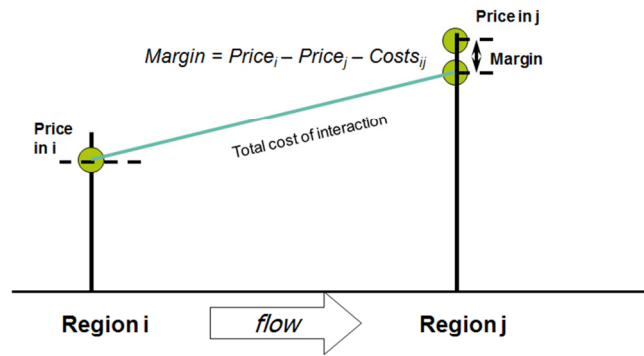 Price in j
Margin = Priceᵢ – Priceⱼ – Costsᵢⱼ
Margin
Price
in i
Total cost of interaction
Region i
flow
Region j